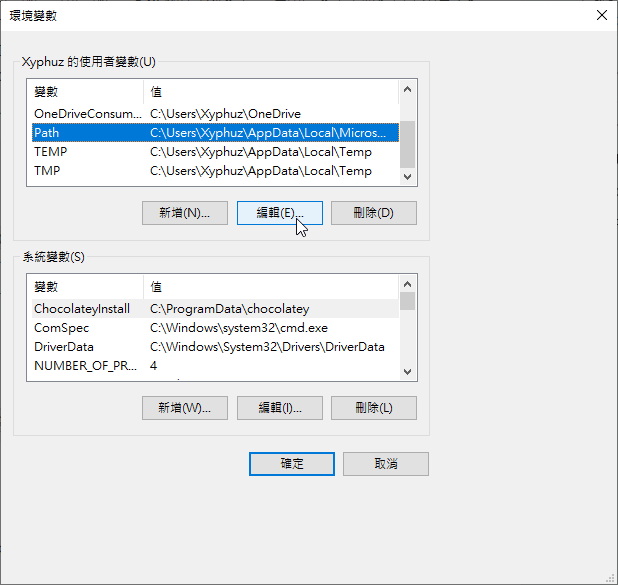 環境變數
Xyphuz 的使用者變數(U)
變數 值
OneDriveConsum... C:\Users\Xyphuz\OneDrive
Path C:\Users\Xyphuz\AppData\Local\Micros...
TEMP C:\Users\Xyphuz\AppData\Local\Temp
TMP C:\Users\Xyphuz\AppData\Local\Temp
新增(N)... 編輯(E)... 刪除(D)
系統變數(S)
變數 值
ChocolateyInstall C:\ProgramData\chocolatey
ComSpec C:\Windows\system32\cmd.exe
DriverData C:\Windows\System32\Drivers\DriverData
NUMBER_OF_PR... 4
新增(W)... 編輯(I)... 刪除(L)
確定 取消